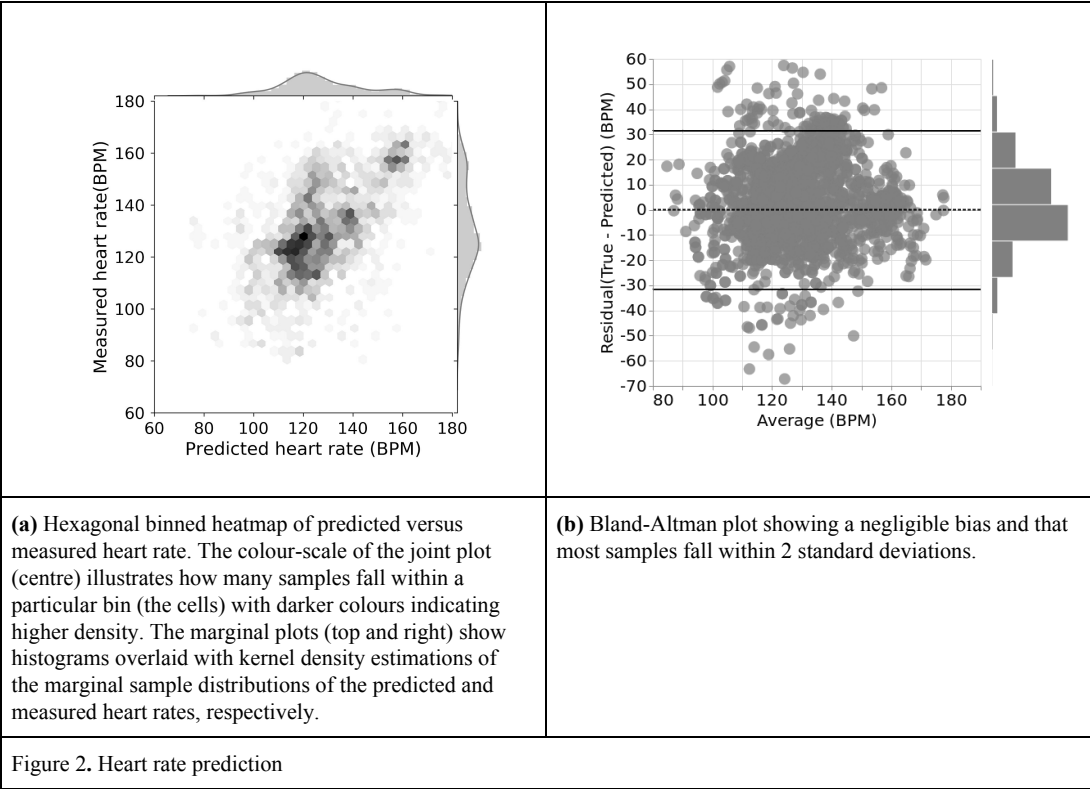 180
160
140
120
100
80
60
60 80 100 120 140 160 180
Measured heart rate(BPM)
Predicted heart rate (BPM)
60
50
40
30
20
10
0
-10
-20
-30
-40
-50
-60
-70
80 100 120 140 160 180
Residual(True - Predicted) (BPM)
Average (BPM)
(a) Hexagonal binned heatmap of predicted versus
measured heart rate. The colour-scale of the joint plot
(centre) illustrates how many samples fall within a
particular bin (the cells) with darker colours indicating
higher density. The marginal plots (top and right) show
histograms overlaid with kernel density estimations of
the marginal sample distributions of the predicted and
measured heart rates, respectively.
(b) Bland-Altman plot showing a negligible bias and that
most samples fall within 2 standard deviations.
Figure 2. Heart rate prediction